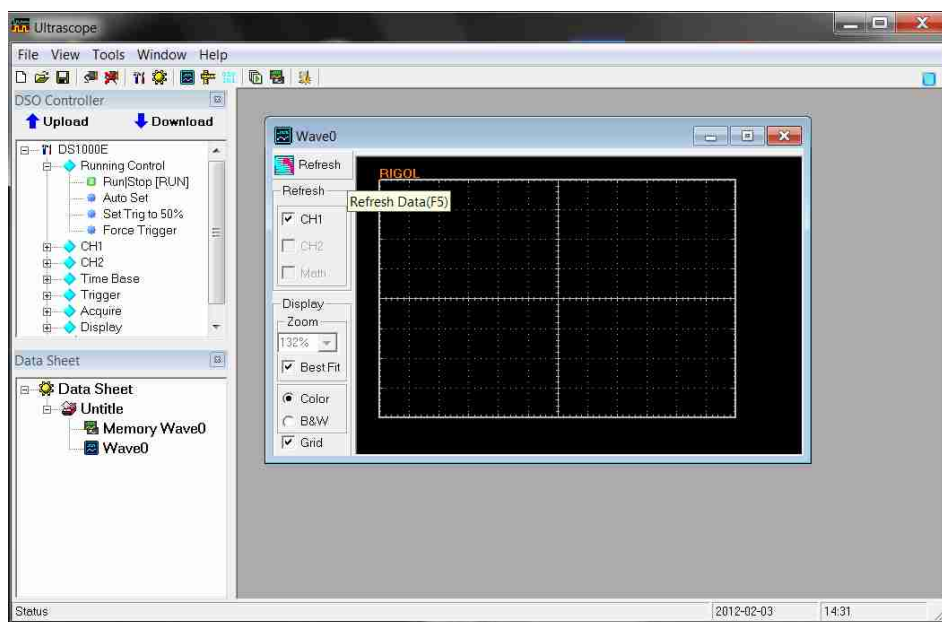 Ultrascope
File View Tools Window Help
DSO Controller
Upload Download
DS1000E
Running Control
Run|Stop [RUN]
Auto Set
Set Trig to 50%
Force Trigger
CH1
CH2
Time Base
Trigger
Acquire
Display
Data Sheet
Data Sheet
Untitle
Memory Wave0
Wave0
Wave0
Refresh
RIGOL
Refresh
Refresh Data(F5)
CH1
CH2
Math
Display
Zoom
132%
Best Fit
Color
B&W
Grid
Status 2012-02-03 14:31